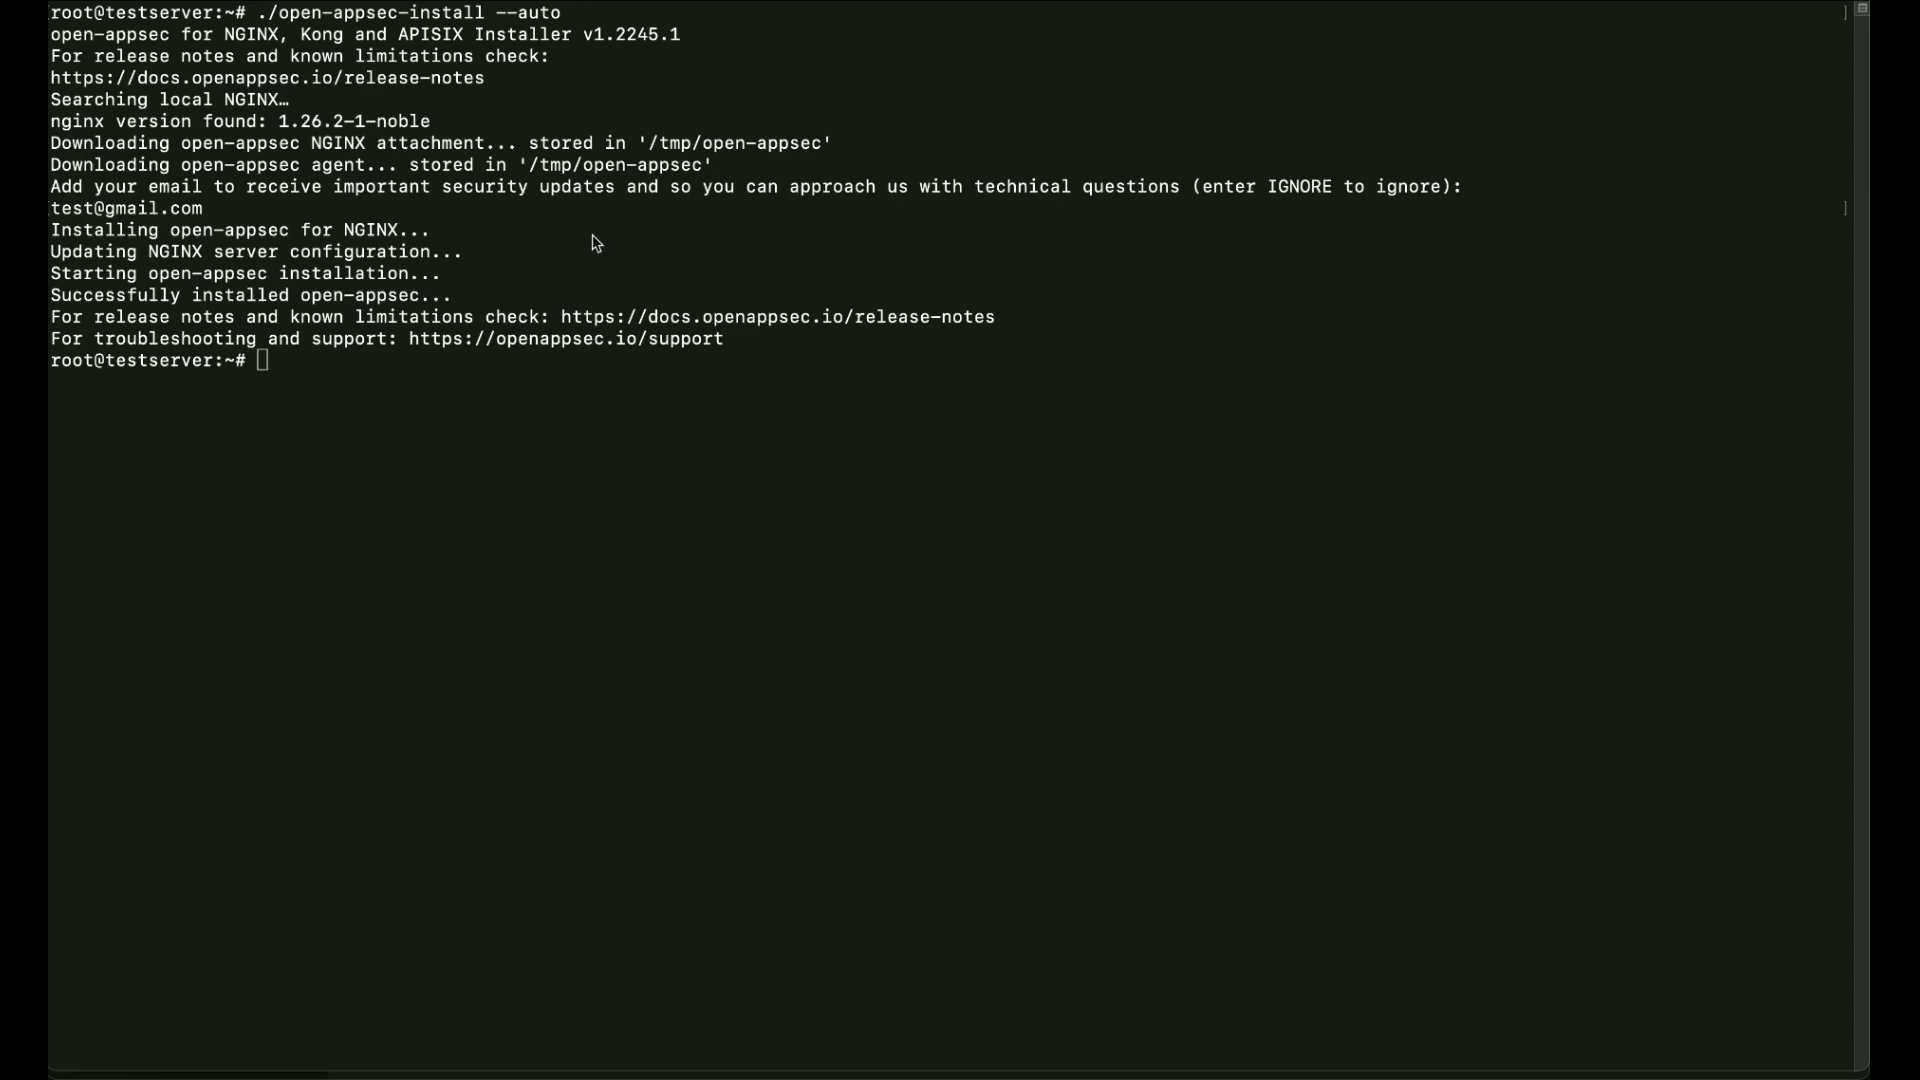 root@testserver:~# ./open-appsec-install --auto
open-appsec for NGINX, Kong and APISIX Installer v1.2245.1
For release notes and known limitations check:
https://docs.openappsec.io/release-notes
Searching local NGINX…
nginx version found: 1.26.2-1-noble
Downloading open-appsec NGINX attachment... stored in '/tmp/open-appsec'
Downloading open-appsec agent... stored in '/tmp/open-appsec'
Add your email to receive important security updates and so you can approach us with technical questions (enter IGNORE to ignore):
test@gmail.com
Installing open-appsec for NGINX...
Updating NGINX server configuration...
Starting open-appsec installation...
Successfully installed open-appsec...
For release notes and known limitations check: https://docs.openappsec.io/release-notes
For troubleshooting and support: https://openappsec.io/support
root@testserver:~#